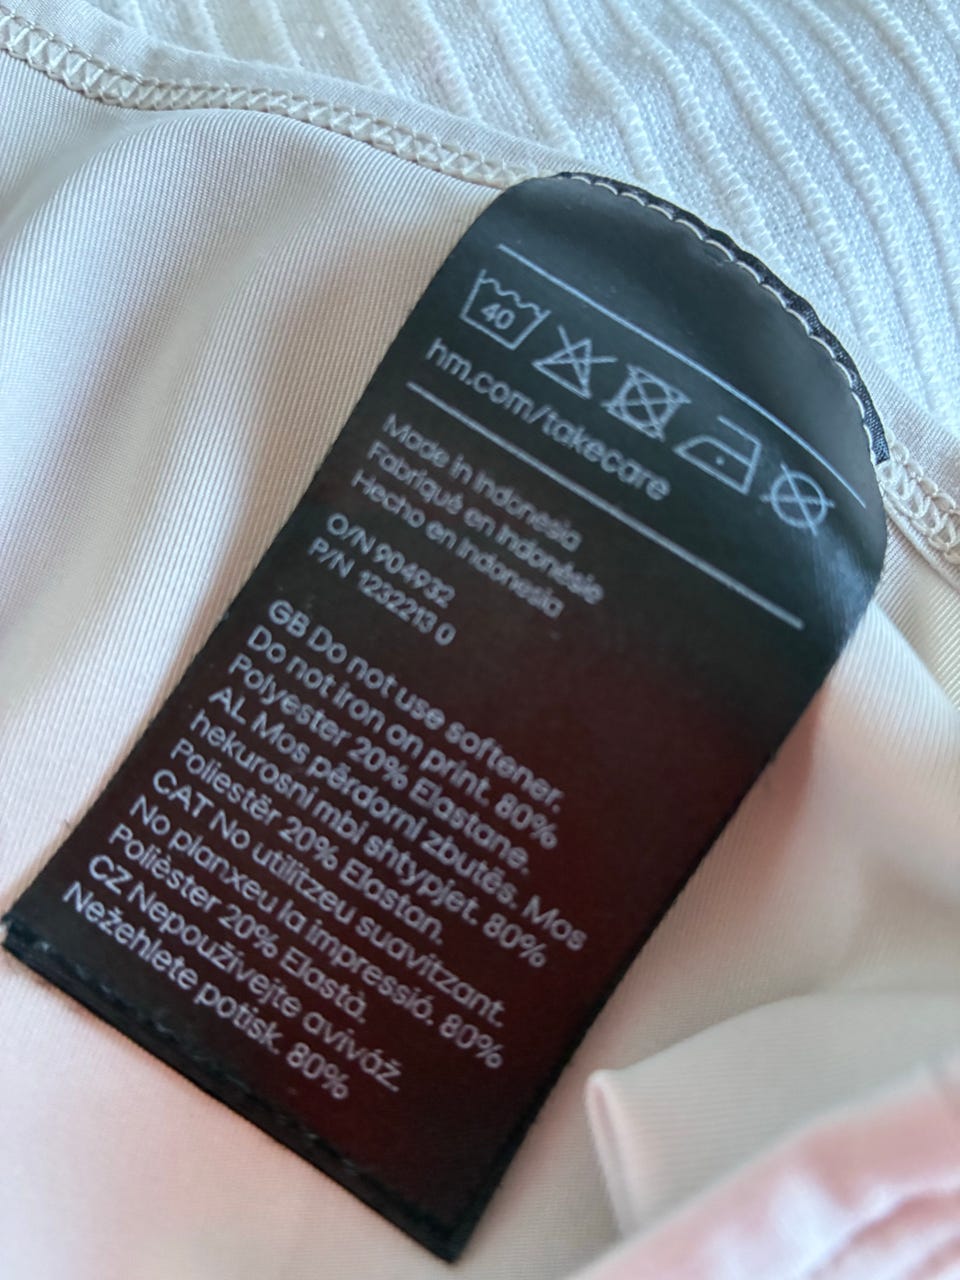 40
hm.com/takecare
Made in Indonesia
Fabriqué en Indonésie
Hecho en Indonesia
O/N 904932
P/N 1232213 0
GB Do not use softener.
Do not iron on print. 80%
Polyester 20% Elastane.
AL Mos përdorni zbutës. Mos
hekurosni mbi shtypjet. 80%
Poliestër 20% Elastan.
CAT No utilitzeu suavitzant.
No planxeu la impressió. 80%
Polièster 20% Elastà.
CZ Nepoužívejte aviváž.
Nežehlete potisk. 80%